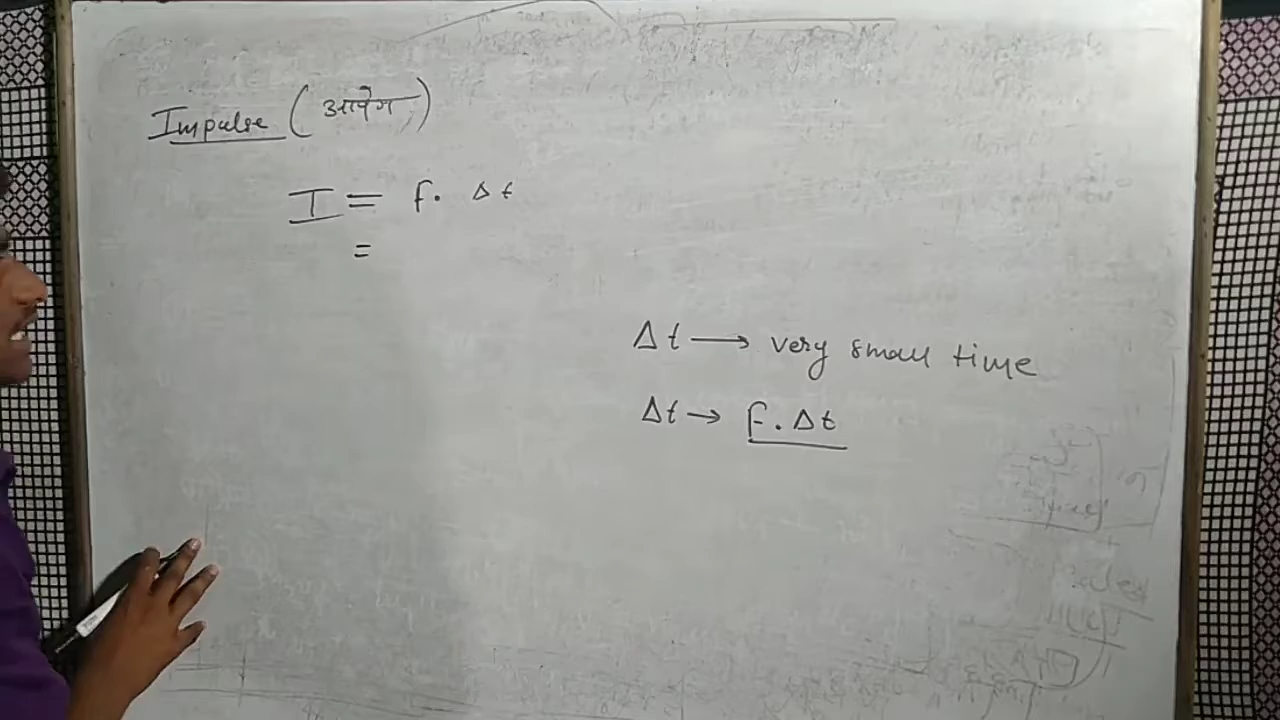 Impulse (आवेग)
I = F. Δt
=
Δt → very small time
Δt → F. Δt